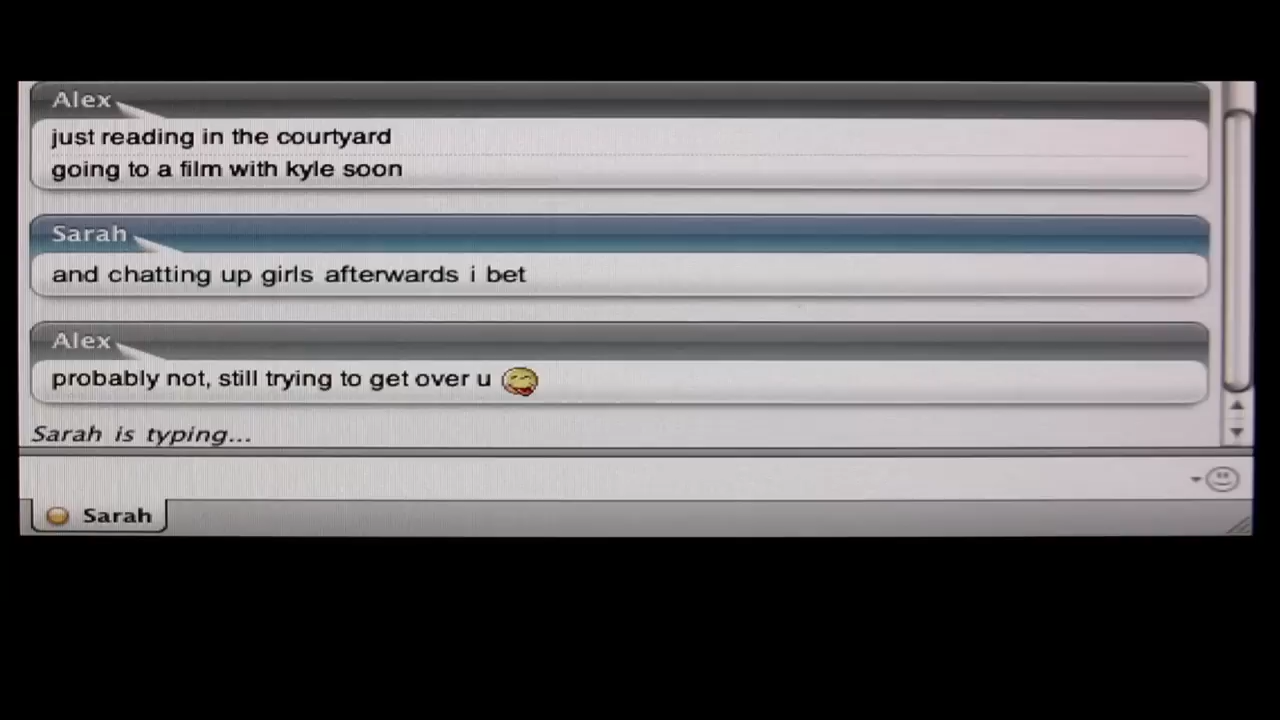 Alex
just reading in the courtyard
going to a film with kyle soon
Sarah
and chatting up girls afterwards i bet
Alex
probably not, still trying to get over u
Sarah is typing...
Sarah